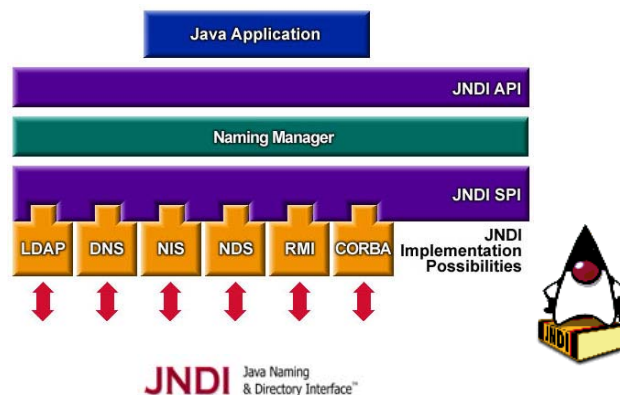 Java Application
JNDI API
Naming Manager
JNDI SPI
LDAP DNS NIS NDS RMI CORBA
JNDI
Implementation
Possibilities
JNDI
JNDI Java Naming
& Directory Interface™